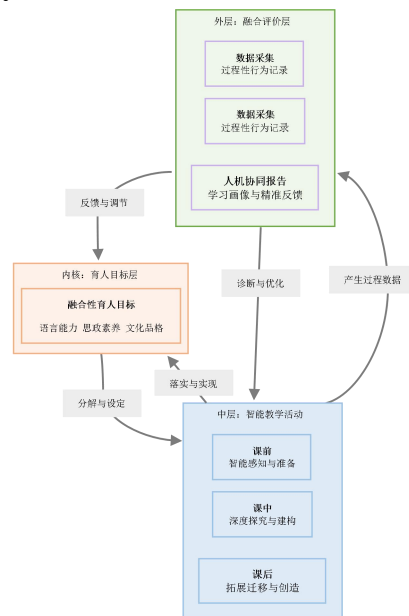 外层：融合评价层
数据采集
过程性行为记录
数据采集
过程性行为记录
人机协同报告
学习画像与精准反馈
反馈与调节
内核：育人目标层
融合性育人目标
语言能力 思政素养 文化品格
诊断与优化
产生过程数据
落实与实现
分解与设定
中层：智能教学活动
课前
智能感知与准备
课中
深度探究与建构
课后
拓展迁移与创造